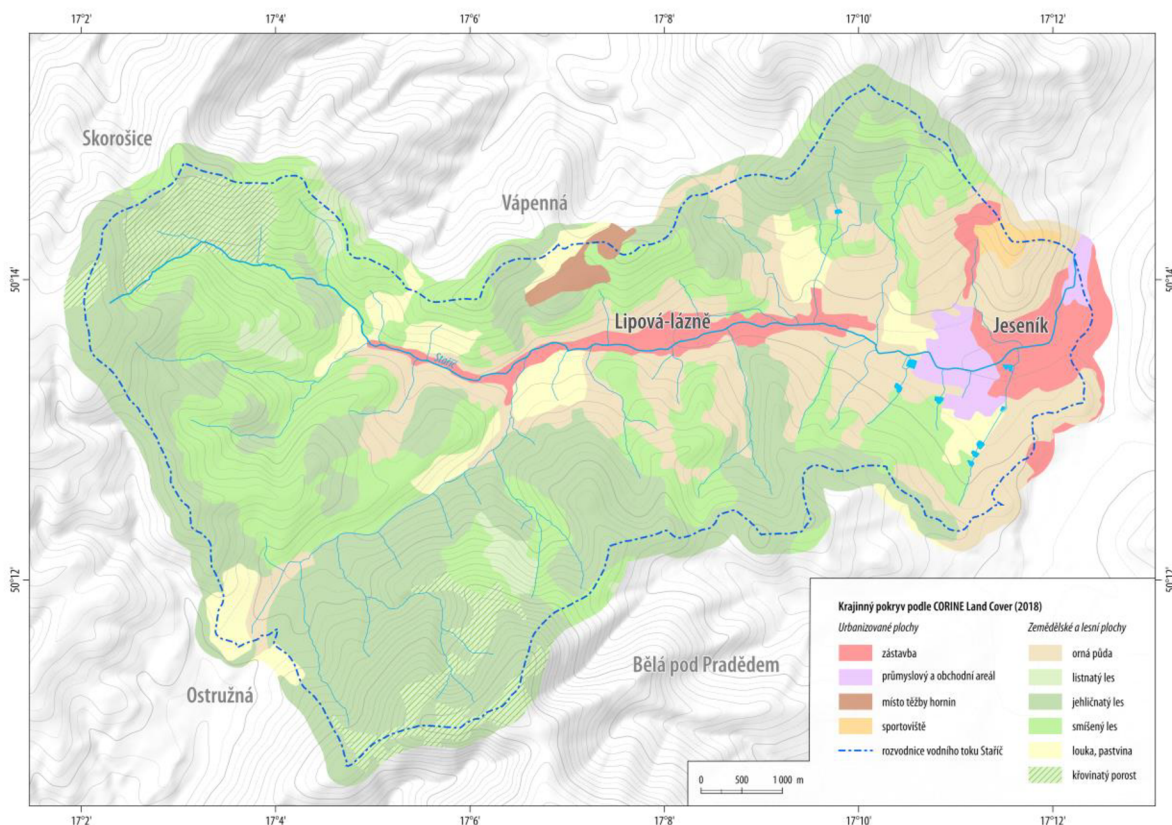 17°2' 17°4' 17°6' 17°8' 17°10' 17°12'
Skorošice
Vápenná
50°14' 50°14'
Lipová-lázně
Jeseník
Staříč
50°12' 50°12'
Ostružná
Bělá pod Pradědem
Krajinný pokryv podle CORINE Land Cover (2018)
Urbanizované plochy
zástavba
průmyslový a obchodní areál
místo těžby hornin
sportoviště
rozvodnice vodního toku Staříč
Zemědělské a lesní plochy
orná půda
listnatý les
jehličnatý les
smíšený les
louka, pastvina
křovinatý porost
0 500 1 000 m
17°2' 17°4' 17°6' 17°8' 17°10' 17°12'